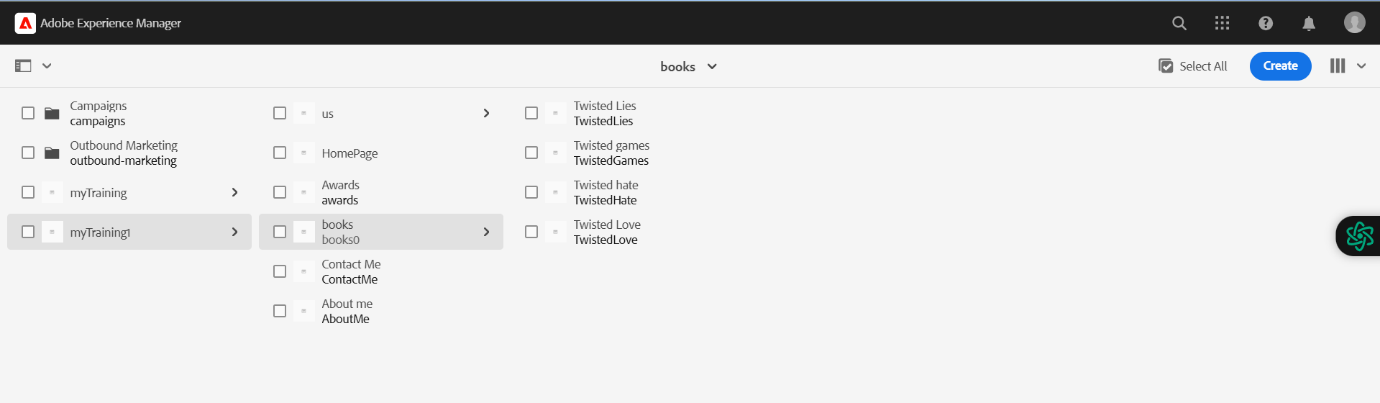 Adobe Experience Manager
books
Select All
Create
Campaigns
campaigns
Outbound Marketing
outbound-marketing
myTraining
myTraining1
us
HomePage
Awards
awards
books
books0
Contact Me
ContactMe
About me
AboutMe
Twisted Lies
TwistedLies
Twisted games
TwistedGames
Twisted hate
TwistedHate
Twisted Love
TwistedLove